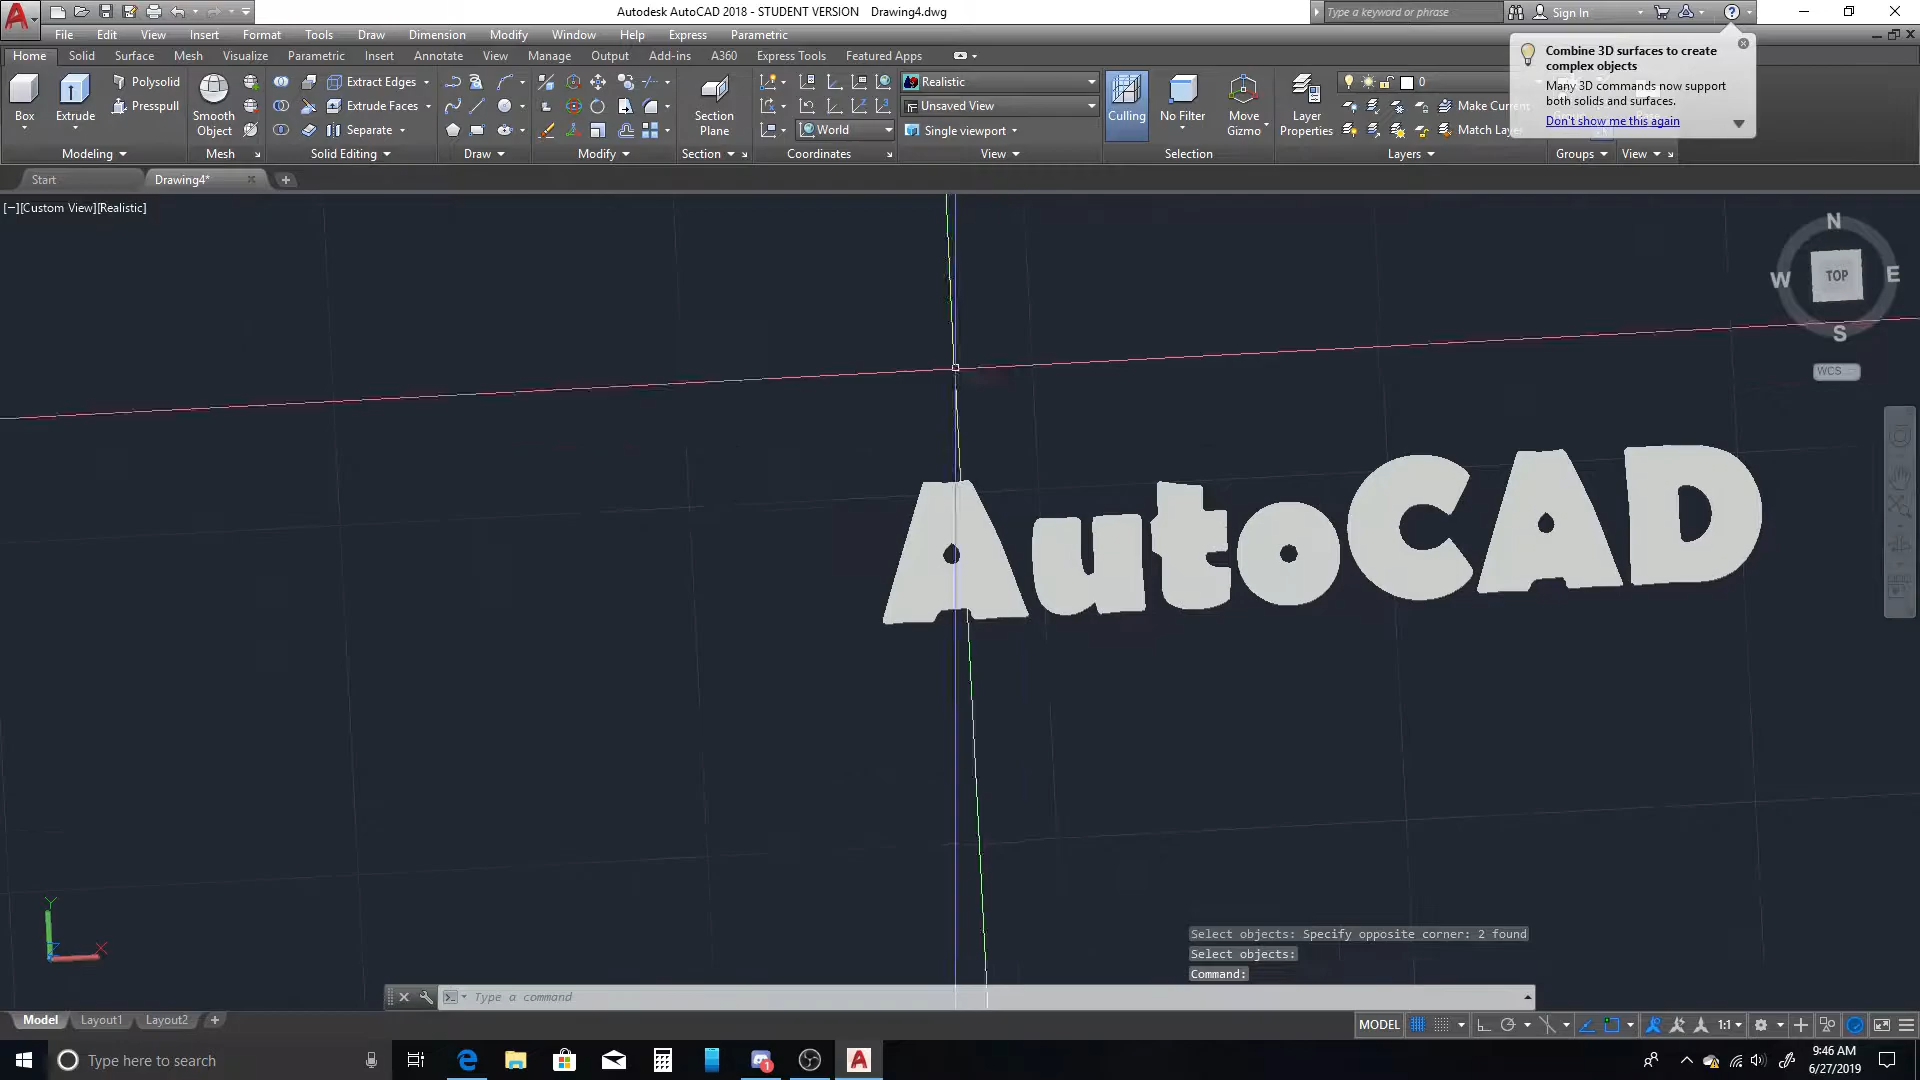 Autodesk AutoCAD 2018 - STUDENT VERSION Drawing4.dwg
Type a keyword or phrase
Sign In
File Edit View Insert Format Tools Draw Dimension Modify Window Help Express Parametric
Home Solid Surface Mesh Visualize Parametric Insert Annotate View Manage Output Add-ins A360 Express Tools Featured Apps
Box
Extrude
Polysolid
Presspull
Modeling
Smooth Object
Mesh
Extract Edges
Extrude Faces
Separate
Solid Editing
Draw
Modify
Section Plane
Section
World
Coordinates
Realistic
Unsaved View
Single viewport
View
Culling
No Filter
Move Gizmo
Selection
Layer Properties
0
Make Current
Match Layer
Layers
Groups
View
Combine 3D surfaces to create
complex objects
Many 3D commands now support
both solids and surfaces.
Don't show me this again
Start
Drawing4*
[−][Custom View][Realistic]
N
W
TOP
E
S
WCS
AutoCAD
Y
X
Select objects: Specify opposite corner: 2 found
Select objects:
Command:
Type a command
Model Layout1 Layout2
MODEL
1:1
Type here to search
1
9:46 AM
6/27/2019